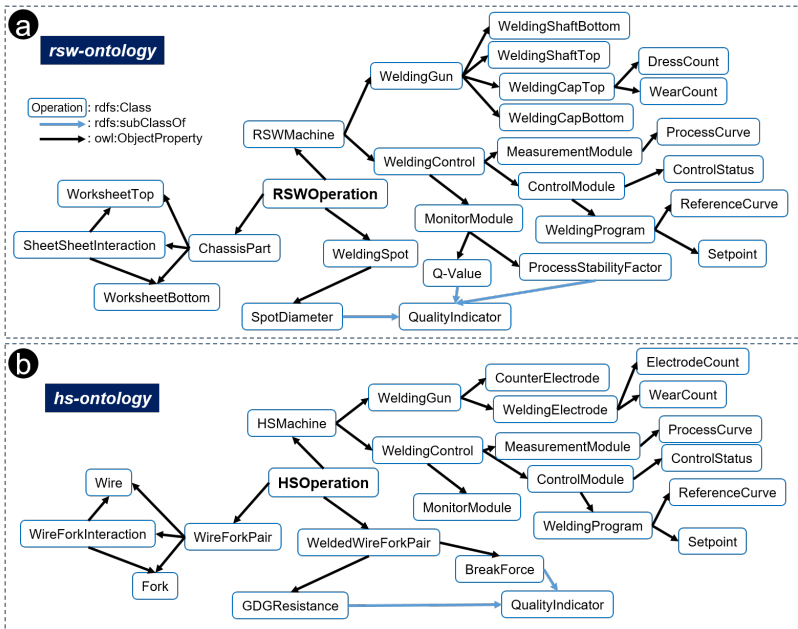 a
rsw-ontology
Operation : rdfs:Class
: rdfs:subClassOf
: owl:ObjectProperty
WeldingShaftBottom
WeldingShaftTop
WeldingGun
WeldingCapTop
DressCount
WearCount
WeldingCapBottom
RSWMachine
WeldingControl
MeasurementModule
ProcessCurve
ControlModule
ControlStatus
RSWOperation
WorksheetTop
MonitorModule
WeldingProgram
ReferenceCurve
SheetSheetInteraction
ChassisPart
WeldingSpot
Q-Value
ProcessStabilityFactor
Setpoint
WorksheetBottom
SpotDiameter
QualityIndicator
b
hs-ontology
ElectrodeCount
CounterElectrode
WeldingGun
WeldingElectrode
WearCount
HSMachine
WeldingControl
MeasurementModule
ProcessCurve
ControlStatus
HSOperation
ControlModule
Wire
MonitorModule
ReferenceCurve
WireForkInteraction
WireForkPair
WeldedWireForkPair
WeldingProgram
Setpoint
BreakForce
Fork
GDGResistance
QualityIndicator